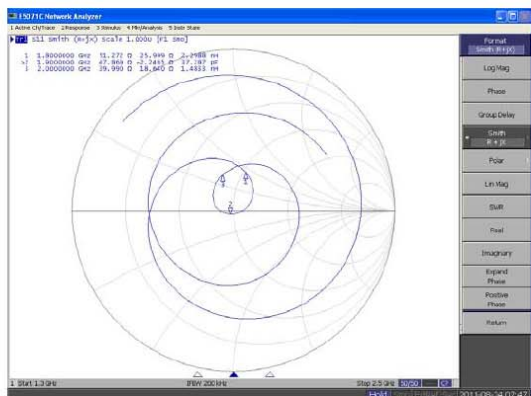 E5071C Network Analyzer
1 Active Ch/Trace 2 Response 3 Stimulus 4 Mkr/Analysis 5 Instr State
Tr1 S11 Smith (R+jX) Scale 1.000U [F1 Smo]
1 1.8000000 GHz 51.277 Ω 25.999 Ω 2.2988 nH
>2 1.9000000 GHz 47.869 Ω -2.2465 Ω 37.287 pF
3 2.0000000 GHz 39.990 Ω 18.640 Ω 1.4833 nH
1 Start 1.3 GHz IFBW 200 kHz Stop 2.5 GHz
Format
Smith (R+jX)
Log Mag
Phase
Group Delay
Smith
R + jX
Polar
Lin Mag
SWR
Real
Imaginary
Expand
Phase
Positive
Phase
Return